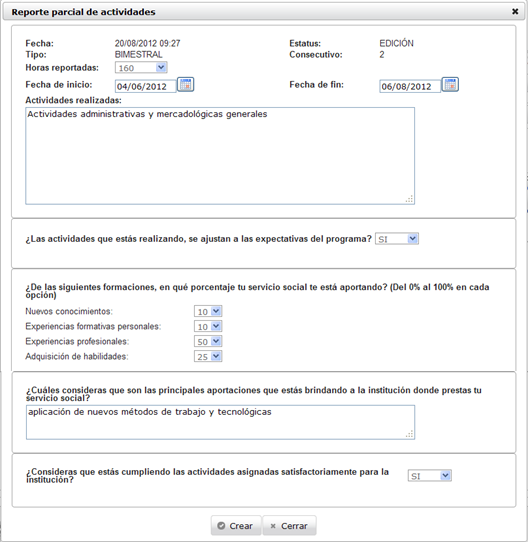 Reporte parcial de actividades
Fecha: 20/08/2012 09:27 Estatus: EDICIÓN
Tipo: BIMESTRAL Consecutivo: 2
Horas reportadas: 160
Fecha de inicio: 04/06/2012 Fecha de fin: 06/08/2012
Actividades realizadas:
Actividades administrativas y mercadológicas generales
¿Las actividades que estás realizando, se ajustan a las expectativas del programa? SI
¿De las siguientes formaciones, en qué porcentaje tu servicio social te está aportando? (Del 0% al 100% en cada
opción)
Nuevos conocimientos: 10
Experiencias formativas personales: 10
Experiencias profesionales: 50
Adquisición de habilidades: 25
¿Cuáles consideras que son las principales aportaciones que estás brindando a la institución donde prestas tu
servicio social?
aplicación de nuevos métodos de trabajo y tecnológicas
¿Consideras que estás cumpliendo las actividades asignadas satisfactoriamente para la
institución? SI
Crear Cerrar